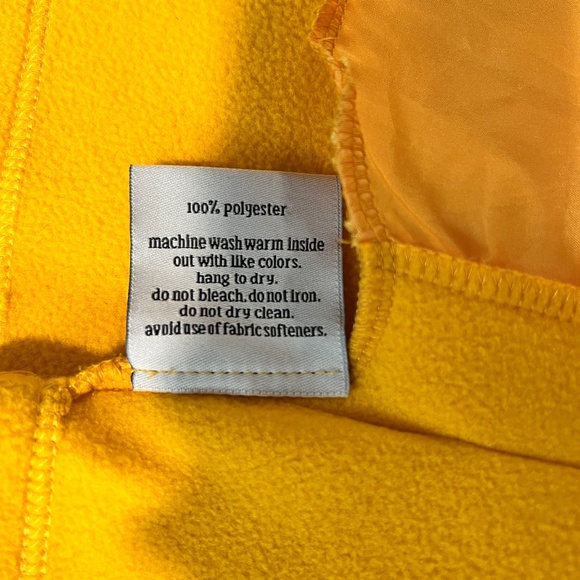 100% polyester
machine wash warm inside
out with like colors.
hang to dry.
do not bleach. do not iron.
do not dry clean.
avoid use of fabric softeners.